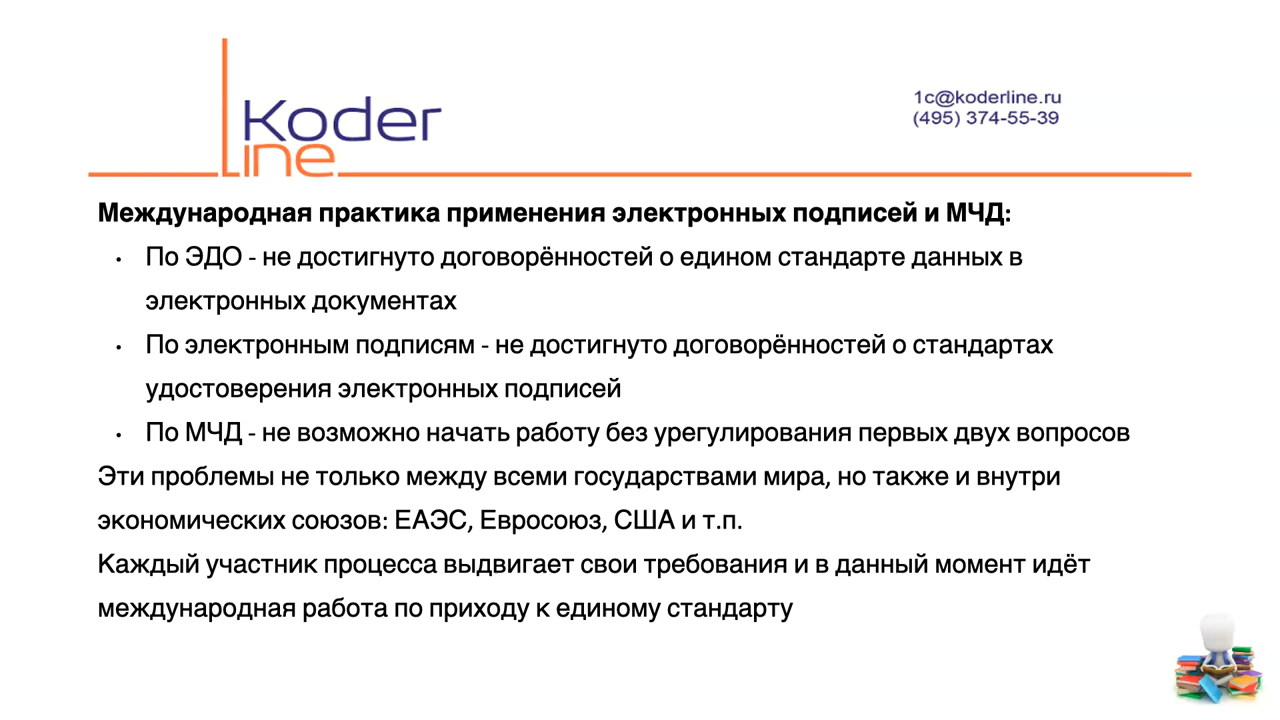 Koder
line
1c@koderline.ru
(495) 374-55-39
Международная практика применения электронных подписей и МЧД:
• По ЭДО - не достигнуто договорённостей о едином стандарте данных в
электронных документах
• По электронным подписям - не достигнуто договорённостей о стандартах
удостоверения электронных подписей
• По МЧД - не возможно начать работу без урегулирования первых двух вопросов
Эти проблемы не только между всеми государствами мира, но также и внутри
экономических союзов: ЕАЭС, Евросоюз, США и т.п.
Каждый участник процесса выдвигает свои требования и в данный момент идёт
международная работа по приходу к единому стандарту